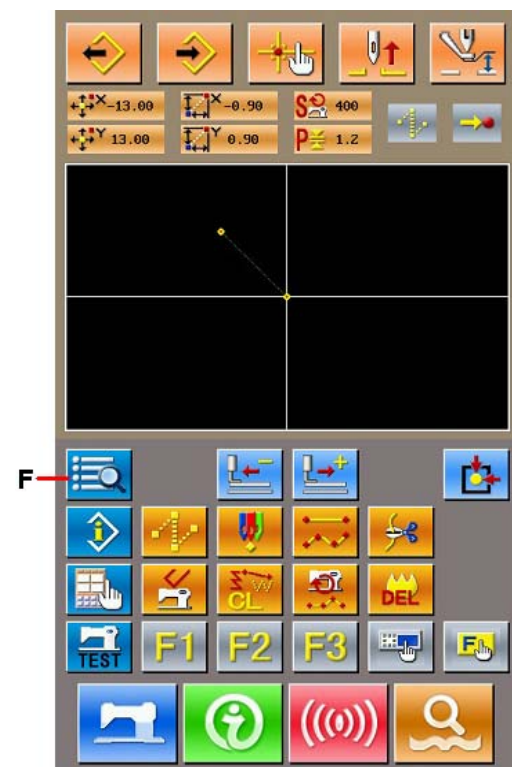 X -13.00 X -0.90 S 400
Y 13.00 Y 0.90 P 1.2
F
CL DEL
TEST F1 F2 F3 F